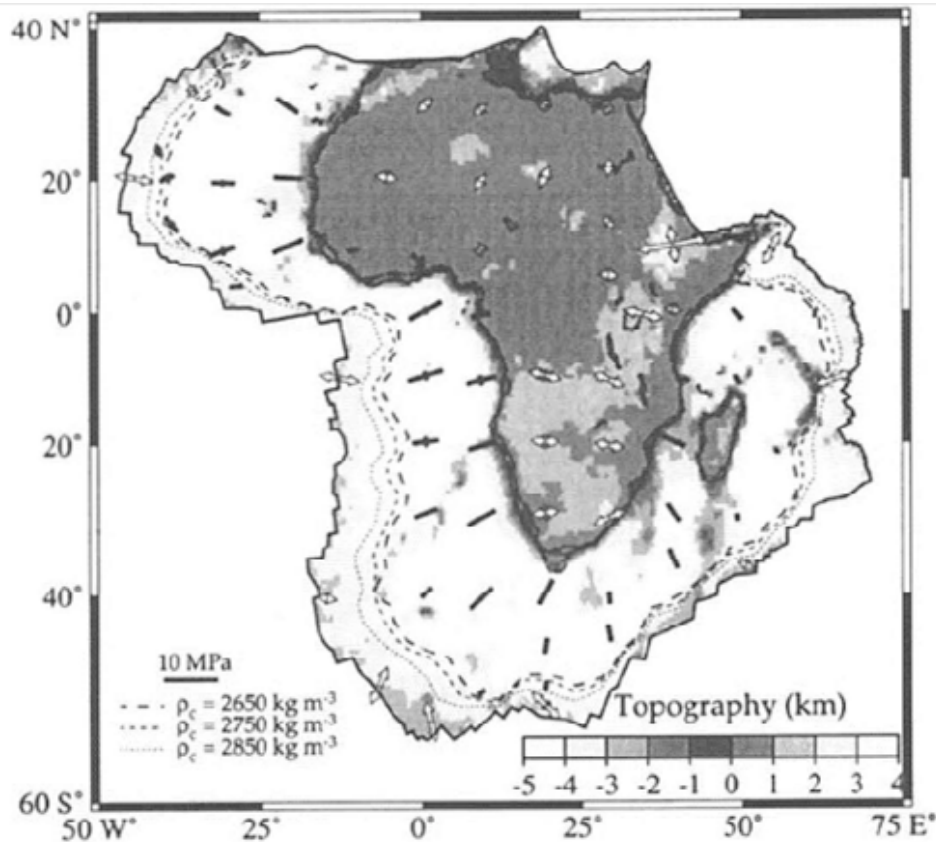 40 N°
20°
0°
20°
40°
60 S°
10 MPa
ρc = 2650 kg m-3
ρc = 2750 kg m-3
ρc = 2850 kg m-3
Topography (km)
-5 -4 -3 -2 -1 0 1 2 3 4
50 W° 25° 0° 25° 50° 75 E°